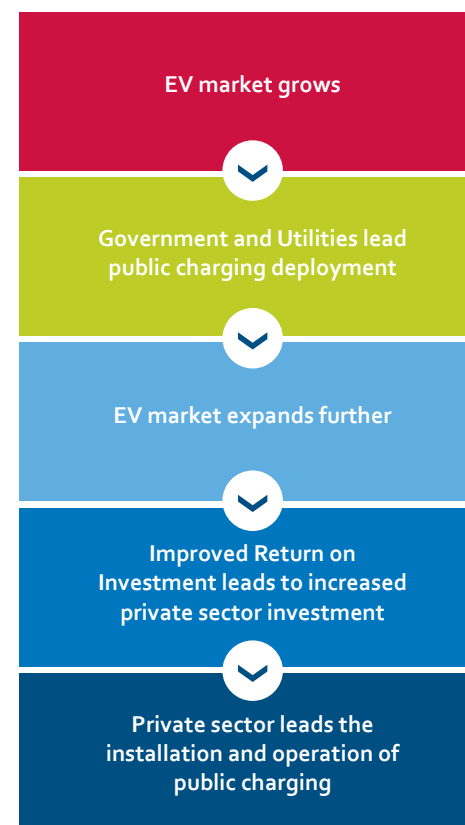 EV market grows
Government and Utilities lead
public charging deployment
EV market expands further
Improved Return on
Investment leads to increased
private sector investment
Private sector leads the
installation and operation of
public charging